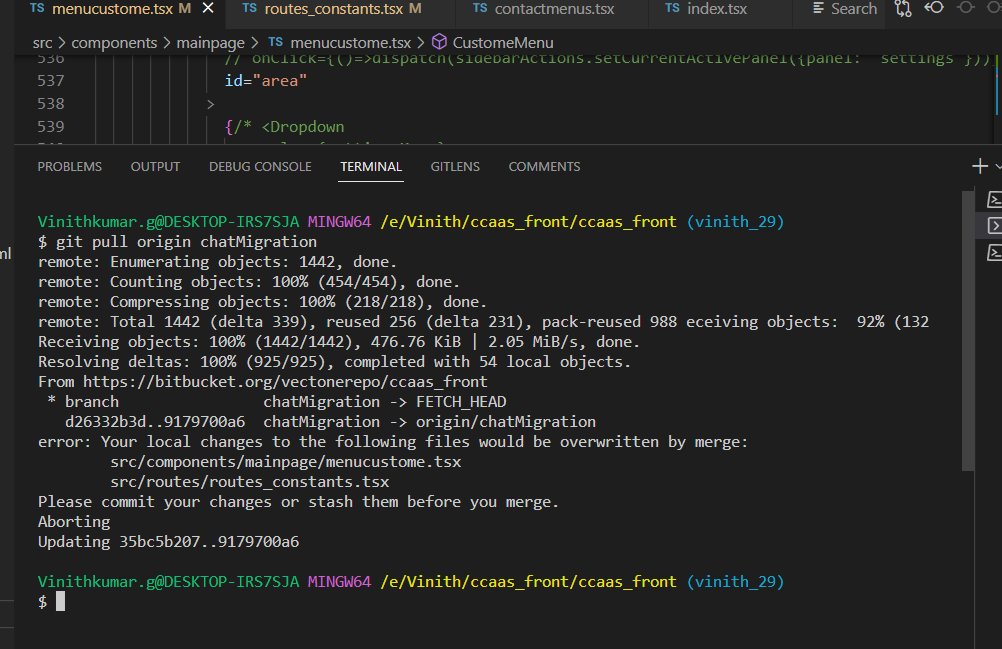 TS menucustome.tsx M × TS routes_constants.tsx M TS contactmenus.tsx TS index.tsx Search
src > components > mainpage > TS menucustome.tsx > CustomeMenu
536 // onClick={()=>dispatch(sidebarActions.setCurrentActivePanel({panel: "settings"}))
537 id="area"
538 >
539 {/* <Dropdown
PROBLEMS OUTPUT DEBUG CONSOLE TERMINAL GITLENS COMMENTS
Vinithkumar.g@DESKTOP-IRS7SJA MINGW64 /e/Vinith/ccaas_front/ccaas_front (vinith_29)
$ git pull origin chatMigration
remote: Enumerating objects: 1442, done.
remote: Counting objects: 100% (454/454), done.
remote: Compressing objects: 100% (218/218), done.
remote: Total 1442 (delta 339), reused 256 (delta 231), pack-reused 988 eceiving objects:  92% (132
Receiving objects: 100% (1442/1442), 476.76 KiB | 2.05 MiB/s, done.
Resolving deltas: 100% (925/925), completed with 54 local objects.
From https://bitbucket.org/vectonerepo/ccaas_front
* branch chatMigration -> FETCH_HEAD
d26332b3d..9179700a6 chatMigration -> origin/chatMigration
error: Your local changes to the following files would be overwritten by merge:
src/components/mainpage/menucustome.tsx
src/routes/routes_constants.tsx
Please commit your changes or stash them before you merge.
Aborting
Updating 35bc5b207..9179700a6
Vinithkumar.g@DESKTOP-IRS7SJA MINGW64 /e/Vinith/ccaas_front/ccaas_front (vinith_29)
$
ml